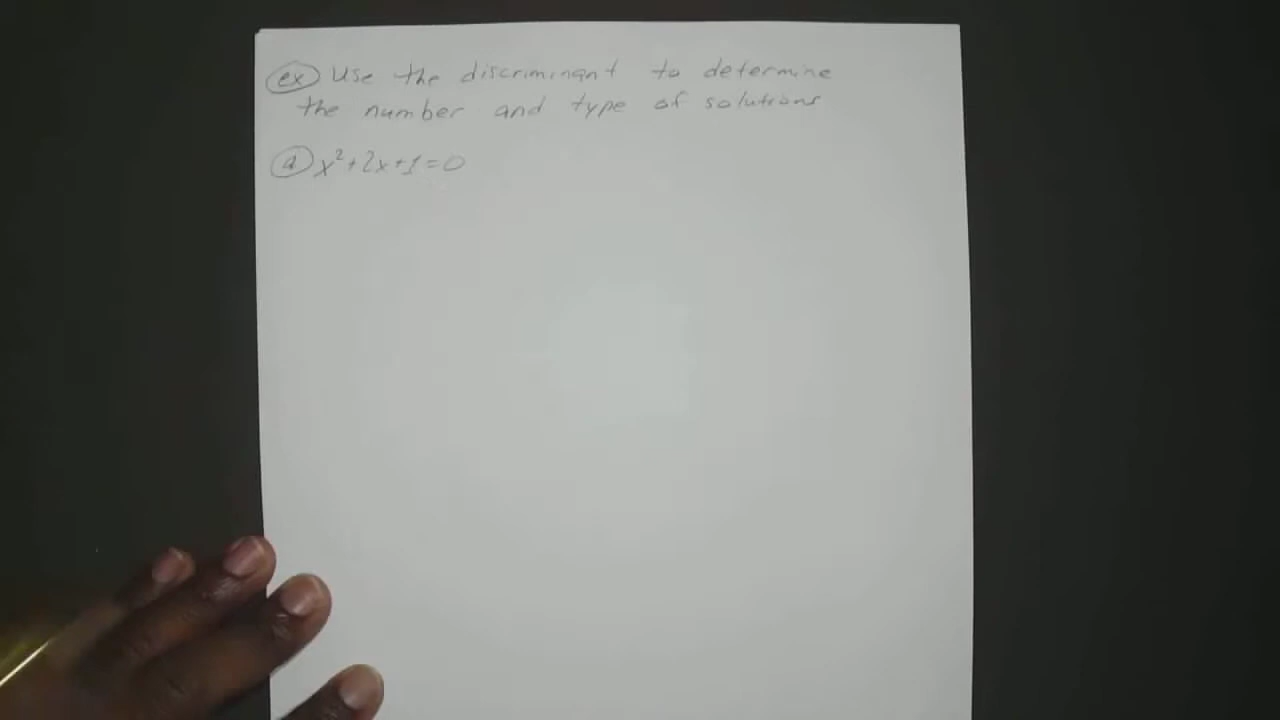 ex Use the discriminant to determine
the number and type of solutions
a x²+2x+1=0